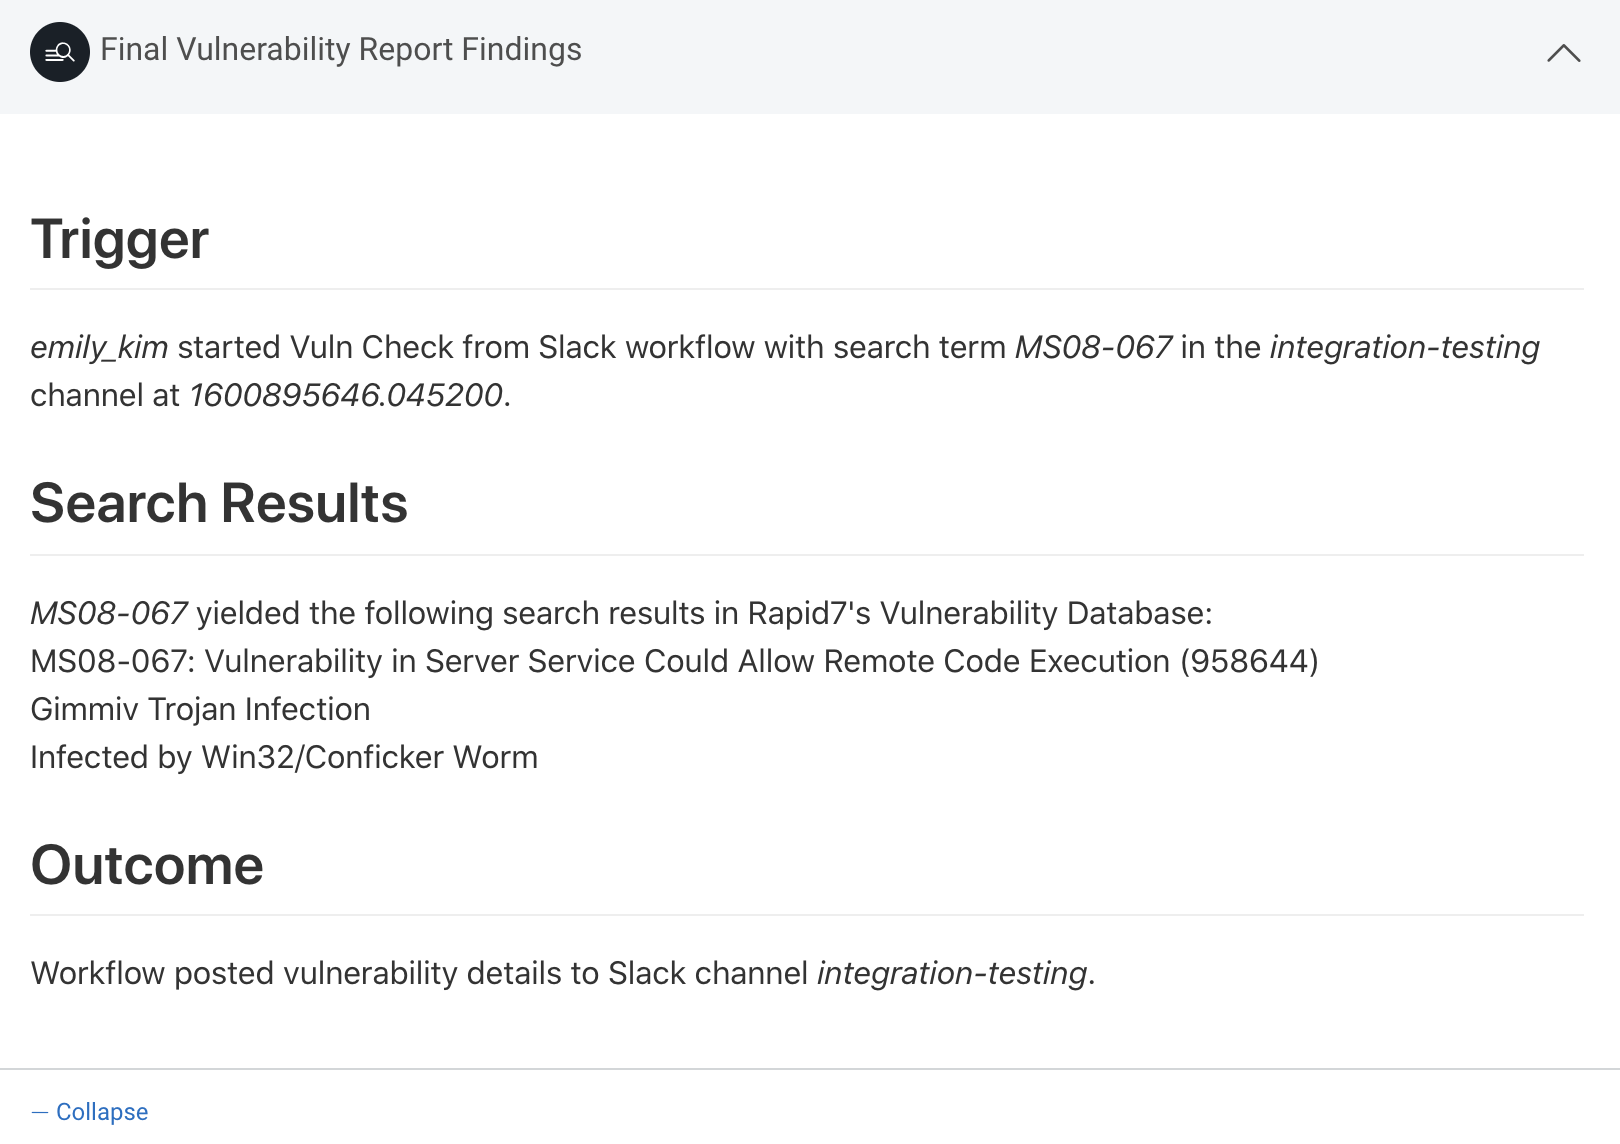 Final Vulnerability Report Findings
Trigger
emily_kim started Vuln Check from Slack workflow with search term MS08-067 in the integration-testing
channel at 1600895646.045200.
Search Results
MS08-067 yielded the following search results in Rapid7's Vulnerability Database:
MS08-067: Vulnerability in Server Service Could Allow Remote Code Execution (958644)
Gimmiv Trojan Infection
Infected by Win32/Conficker Worm
Outcome
Workflow posted vulnerability details to Slack channel integration-testing.
— Collapse